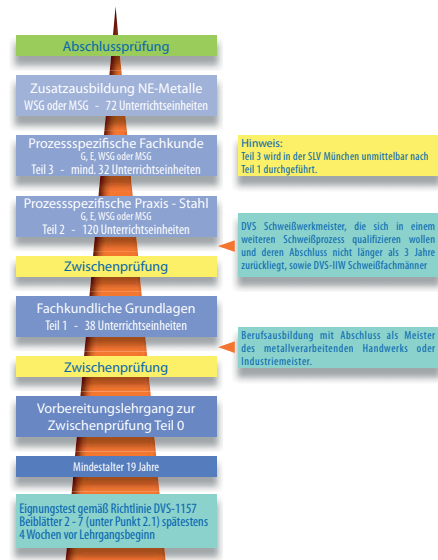 Abschlussprüfung
Zusatzausbildung NE-Metalle
WSG oder MSG - 72 Unterrichtseinheiten
Prozessspezifische Fachkunde
G, E, WSG oder MSG
Teil 3 - mind. 32 Unterrichtseinheiten
Hinweis:
Teil 3 wird in der SLV München unmittelbar nach
Teil 1 durchgeführt.
Prozessspezifische Praxis - Stahl
G, E, WSG oder MSG
Teil 2 - 120 Unterrichtseinheiten
DVS Schweißwerkmeister, die sich in einem
weiteren Schweißprozess qualifizieren wollen
und deren Abschluss nicht länger als 3 Jahre
zurückliegt, sowie DVS-IIW Schweißfachmänner
Zwischenprüfung
Fachkundliche Grundlagen
Teil 1 - 38 Unterrichtseinheiten
Berufsausbildung mit Abschluss als Meister
des metallverarbeitenden Handwerks oder
Industriemeister.
Zwischenprüfung
Vorbereitungslehrgang zur
Zwischenprüfung Teil 0
Mindestalter 19 Jahre
Eignungstest gemäß Richtlinie DVS-1157
Beiblätter 2 - 7 (unter Punkt 2.1) spätestens
4 Wochen vor Lehrgangsbeginn